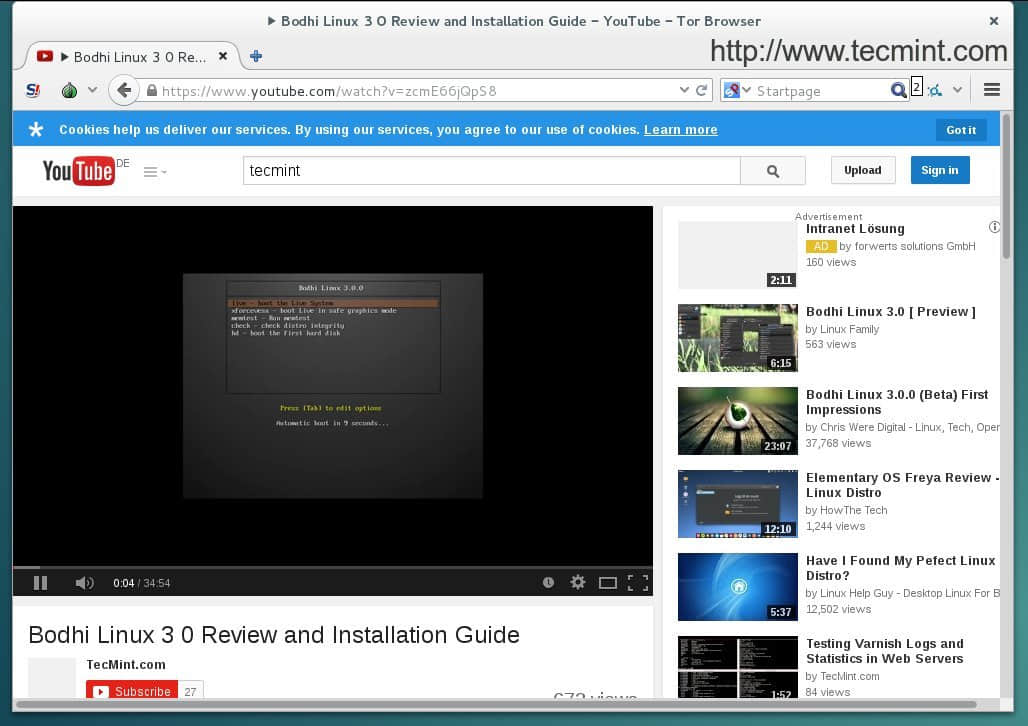 Bodhi Linux 3 0 Review and Installation Guide – YouTube – Tor Browser
Bodhi Linux 3 0 Re...
http://www.tecmint.com
https://www.youtube.com/watch?v=zcmE66jQpS8
Startpage
2
Cookies help us deliver our services. By using our services, you agree to our use of cookies. Learn more
Got it
YouTube DE
tecmint
Upload
Sign in
Bodhi Linux 3.0.0
live - boot the Live System
xforcevesa - boot Live in safe graphics mode
memtest - Run memtest
check - check distro integrity
hd - boot the first hard disk
Press [Tab] to edit options
Automatic boot in 9 seconds...
0:04 / 34:54
Bodhi Linux 3 0 Review and Installation Guide
TecMint.com
Subscribe 27
672 views
Advertisement
Intranet Lösung
AD by forwerts solutions GmbH
160 views
2:11
Bodhi Linux 3.0 [ Preview ]
by Linux Family
563 views
6:15
Bodhi Linux 3.0.0 (Beta) First
Impressions
by Chris Were Digital - Linux, Tech, Oper
37,768 views
23:07
Elementary OS Freya Review -
Linux Distro
by HowThe Tech
1,244 views
12:10
Have I Found My Pefect Linux
Distro?
by Linux Help Guy - Desktop Linux For B
12,502 views
5:37
Testing Varnish Logs and
Statistics in Web Servers
by TecMint.com
84 views
1:52